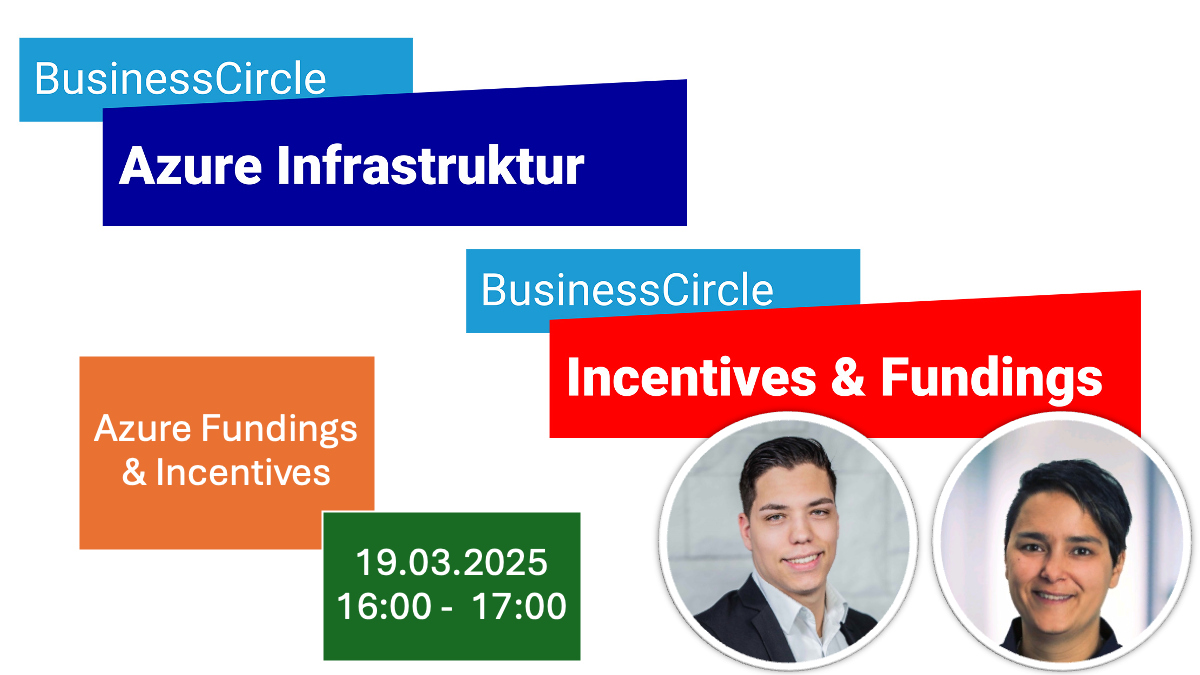 BusinessCircle
Azure Infrastruktur
BusinessCircle
Incentives & Fundings
Azure Fundings
& Incentives
19.03.2025
16:00 - 17:00